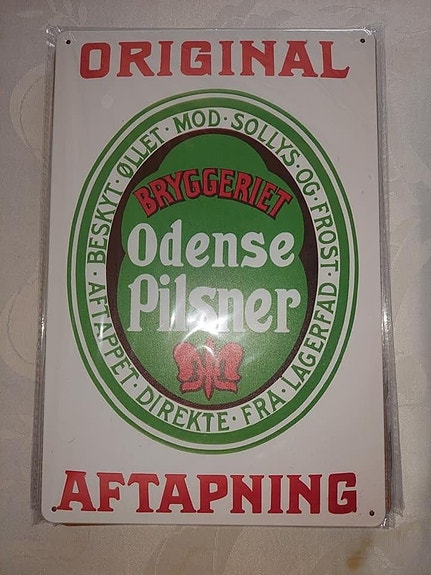 ORIGINAL
BESKYT·ØLLET·MOD·SOLLYS·OG·FROST
BRYGGERIET
Odense
Pilsner
AFTAPPET·DIREKTE·FRA·LAGERFAD
AFTAPNING